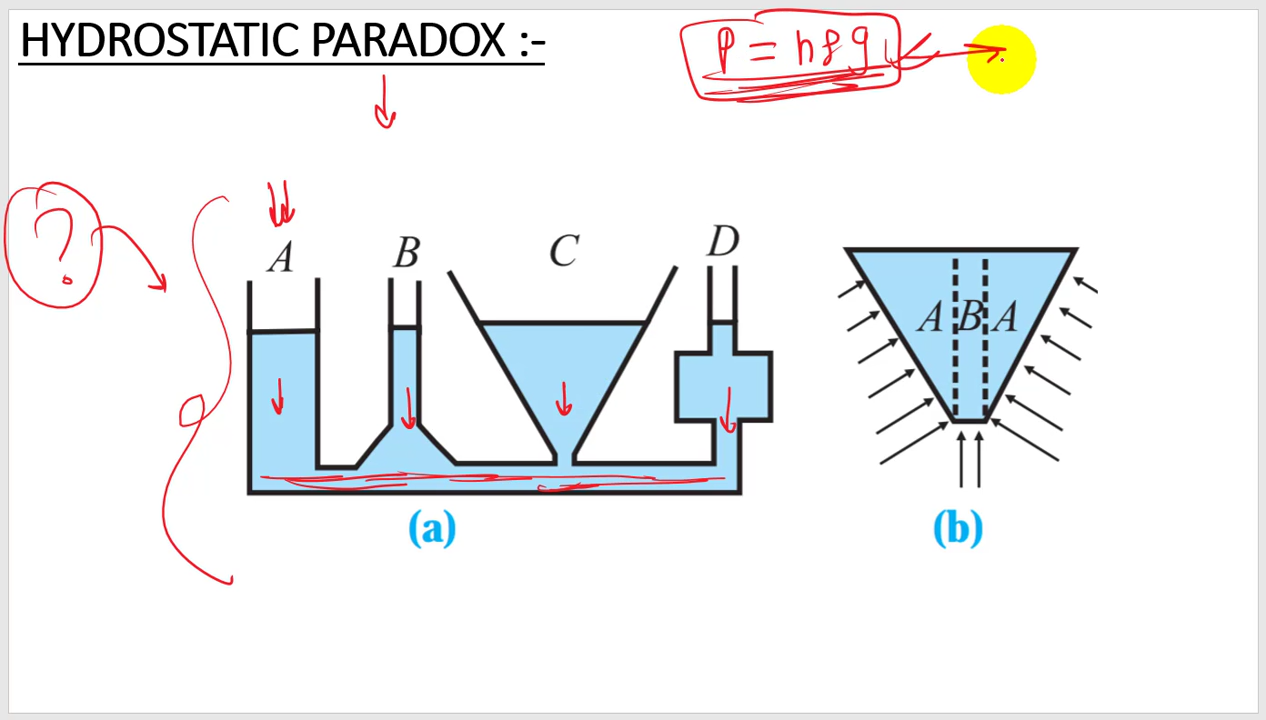 HYDROSTATIC PARADOX :-
P = hρg
?
A B C D
A B A
(a) (b)